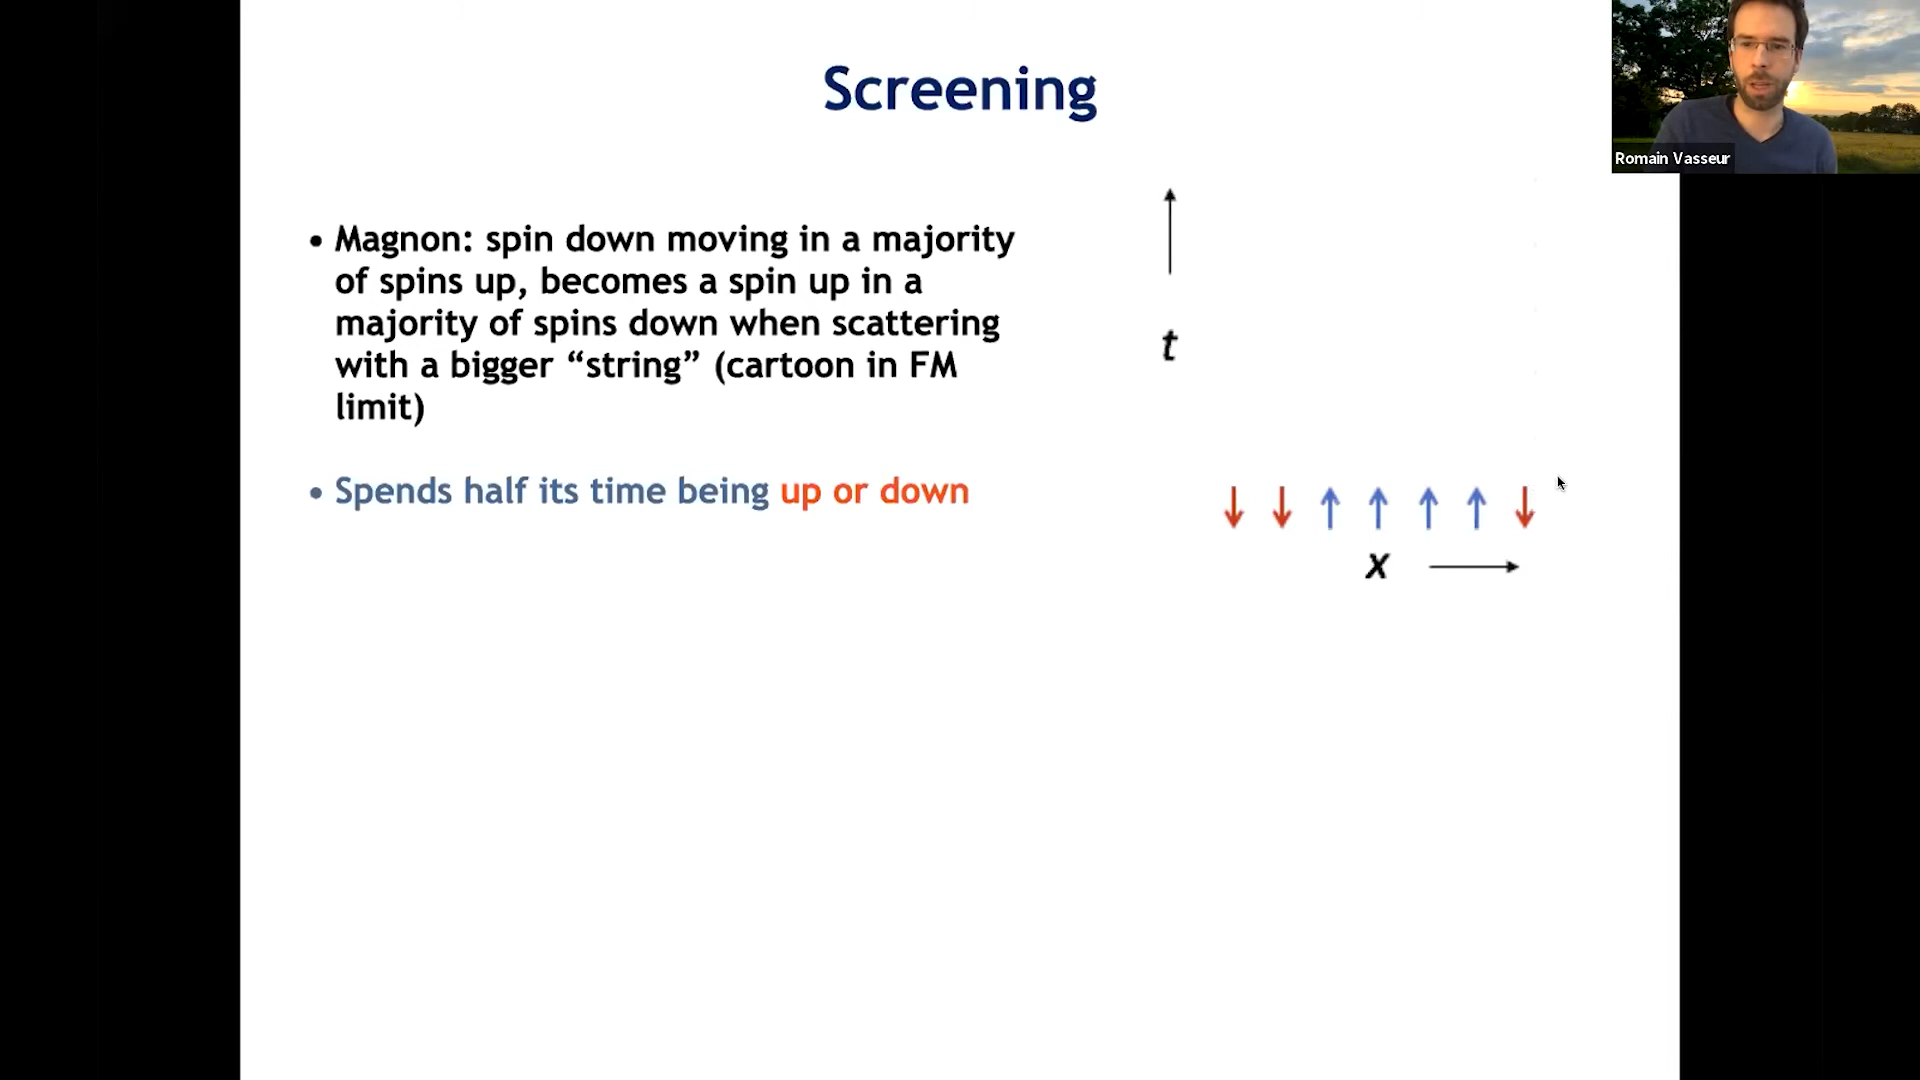 Screening
Romain Vasseur
• Magnon: spin down moving in a majority
of spins up, becomes a spin up in a
majority of spins down when scattering
with a bigger “string” (cartoon in FM
limit)
• Spends half its time being up or down
t
x